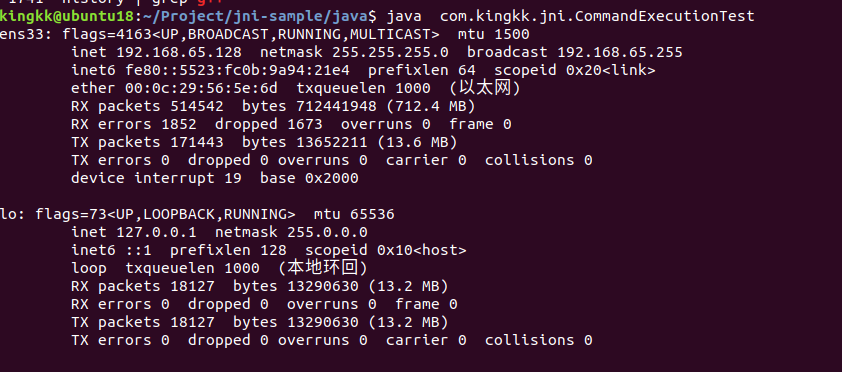 history | grep g++
kingkk@ubuntu18:~/Project/jni-sample/java$ java  com.kingkk.jni.CommandExecutionTest
ens33: flags=4163<UP,BROADCAST,RUNNING,MULTICAST>  mtu 1500
        inet 192.168.65.128  netmask 255.255.255.0  broadcast 192.168.65.255
        inet6 fe80::5523:fc0b:9a94:21e4  prefixlen 64  scopeid 0x20<link>
        ether 00:0c:29:56:5e:6d  txqueuelen 1000  (以太网)
        RX packets 514542  bytes 712441948 (712.4 MB)
        RX errors 1852  dropped 1673  overruns 0  frame 0
        TX packets 171443  bytes 13652211 (13.6 MB)
        TX errors 0  dropped 0 overruns 0  carrier 0  collisions 0
        device interrupt 19  base 0x2000
lo: flags=73<UP,LOOPBACK,RUNNING>  mtu 65536
        inet 127.0.0.1  netmask 255.0.0.0
        inet6 ::1  prefixlen 128  scopeid 0x10<host>
        loop  txqueuelen 1000  (本地环回)
        RX packets 18127  bytes 13290630 (13.2 MB)
        RX errors 0  dropped 0  overruns 0  frame 0
        TX packets 18127  bytes 13290630 (13.2 MB)
        TX errors 0  dropped 0 overruns 0  carrier 0  collisions 0